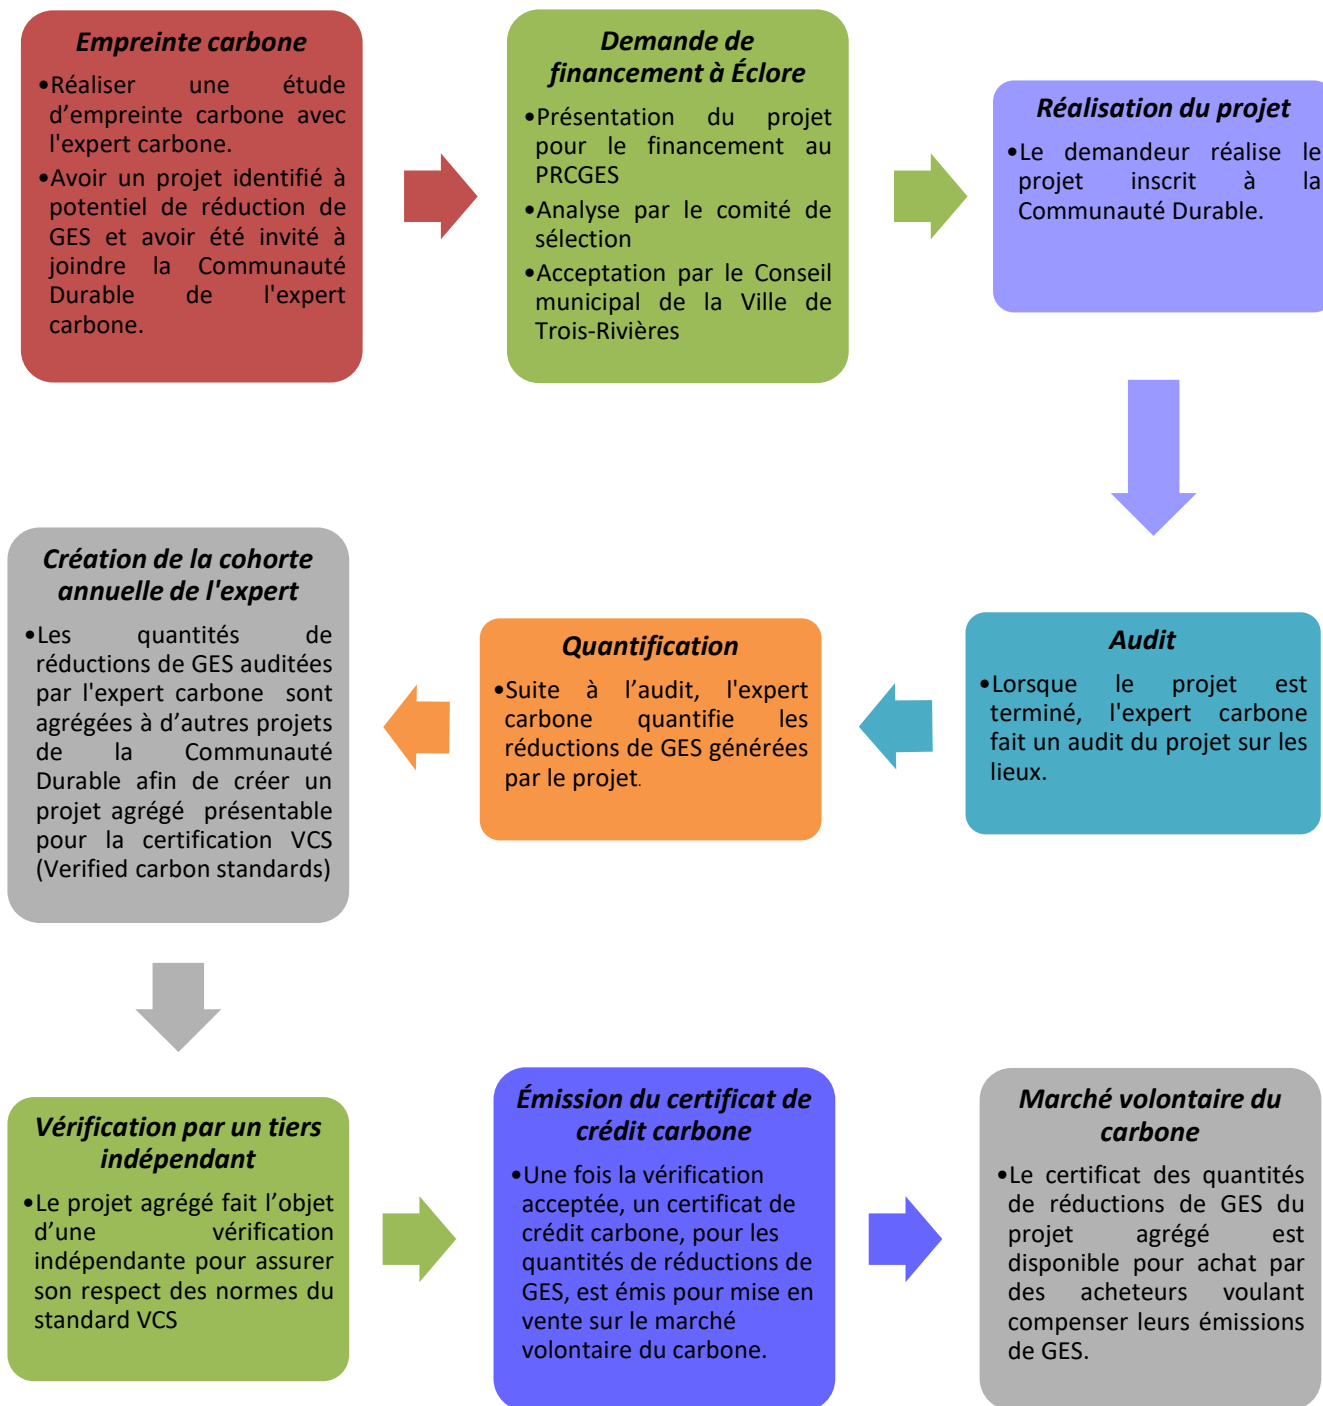 Empreinte carbone
•Réaliser une étude
d’empreinte carbone avec
l'expert carbone.
•Avoir un projet identifié à
potentiel de réduction de
GES et avoir été invité à
joindre la Communauté
Durable de l'expert
carbone.
Demande de
financement à Éclore
•Présentation du projet
pour le financement au
PRCGES
•Analyse par le comité de
sélection
•Acceptation par le Conseil
municipal de la Ville de
Trois-Rivières
Réalisation du projet
•Le demandeur réalise le
projet inscrit à la
Communauté Durable.
Audit
•Lorsque le projet est
terminé, l'expert carbone
fait un audit du projet sur les
lieux.
Quantification
•Suite à l’audit, l'expert
carbone quantifie les
réductions de GES générées
par le projet.
Création de la cohorte
annuelle de l'expert
•Les quantités de
réductions de GES auditées
par l'expert carbone sont
agrégées à d’autres projets
de la Communauté
Durable afin de créer un
projet agrégé présentable
pour la certification VCS
(Verified carbon standards)
Vérification par un tiers
indépendant
•Le projet agrégé fait l’objet
d’une vérification
indépendante pour assurer
son respect des normes du
standard VCS
Émission du certificat de
crédit carbone
•Une fois la vérification
acceptée, un certificat de
crédit carbone, pour les
quantités de réductions de
GES, est émis pour mise en
vente sur le marché
volontaire du carbone.
Marché volontaire du
carbone
•Le certificat des quantités
de réductions de GES du
projet agrégé est
disponible pour achat par
des acheteurs voulant
compenser leurs émissions
de GES.